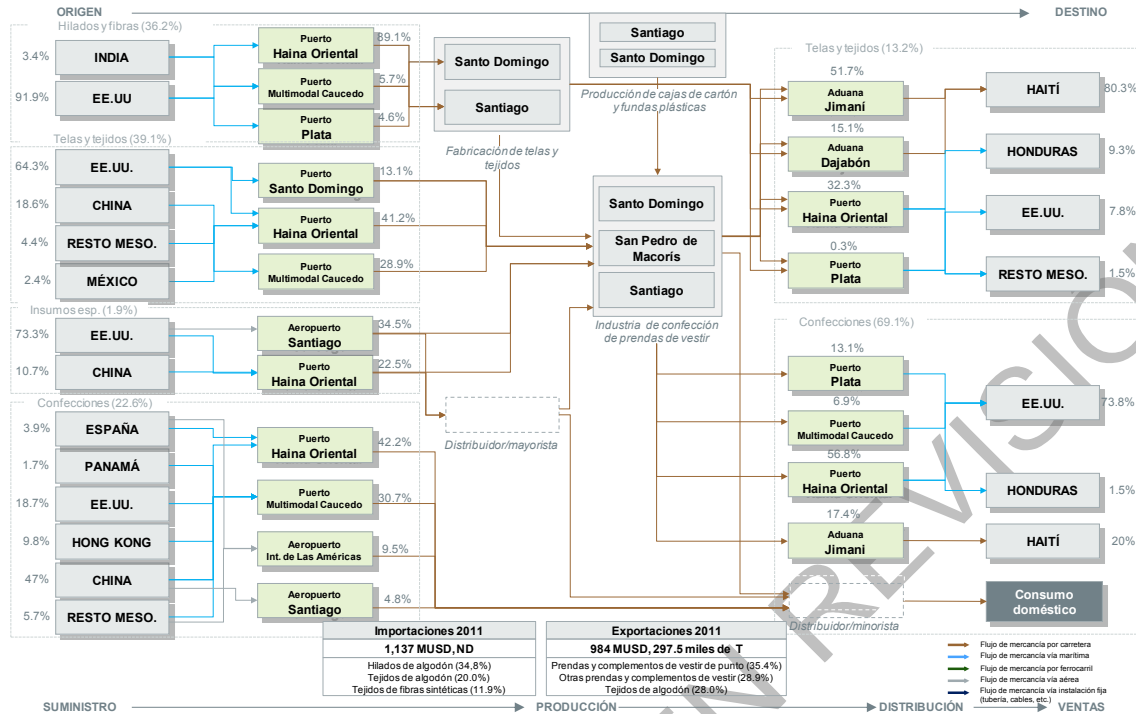 ORIGEN
DESTINO
Hilados y fibras (36.2%)
3.4%
INDIA
91.9%
EE.UU
Puerto
Haina Oriental
89.1%
Puerto
Multimodal Caucedo
5.7%
Puerto
Plata
4.6%
Santo Domingo
Santiago
Fabricación de telas y
tejidos
Santiago
Santo Domingo
Producción de cajas de cartón
y fundas plásticas
Telas y tejidos (39.1%)
64.3%
EE.UU.
18.6%
CHINA
4.4%
RESTO MESO.
2.4%
MÉXICO
Puerto
Santo Domingo
13.1%
Puerto
Haina Oriental
41.2%
Puerto
Multimodal Caucedo
28.9%
Insumos esp. (1.9%)
73.3%
EE.UU.
10.7%
CHINA
Aeropuerto
Santiago
34.5%
Puerto
Haina Oriental
22.5%
Confecciones (22.6%)
3.9%
ESPAÑA
1.7%
PANAMÁ
18.7%
EE.UU.
9.8%
HONG KONG
47%
CHINA
5.7%
RESTO MESO.
Puerto
Haina Oriental
42.2%
Puerto
Multimodal Caucedo
30.7%
Aeropuerto
Int. de Las Américas
9.5%
Aeropuerto
Santiago
4.8%
Distribuidor/mayorista
Santo Domingo
San Pedro de
Macorís
Santiago
Industria de confección
de prendas de vestir
Telas y tejidos (13.2%)
51.7%
Aduana
Jimaní
15.1%
Aduana
Dajabón
32.3%
Puerto
Haina Oriental
0.3%
Puerto
Plata
HAITÍ
80.3%
HONDURAS
9.3%
EE.UU.
7.8%
RESTO MESO.
1.5%
Confecciones (69.1%)
13.1%
Puerto
Plata
6.9%
Puerto
Multimodal Caucedo
56.8%
Puerto
Haina Oriental
17.4%
Aduana
Jimani
EE.UU.
73.8%
HONDURAS
1.5%
HAITÍ
20%
Consumo
doméstico
Distribuidor/minorista
Importaciones 2011
1,137 MUSD, ND
Hilados de algodón (34,8%)
Tejidos de algodón (20.0%)
Tejidos de fibras sintéticas (11.9%)
Exportaciones 2011
984 MUSD, 297.5 miles de T
Prendas y complementos de vestir de punto (35.4%)
Otras prendas y complementos de vestir (28.9%)
Tejidos de algodón (28.0%)
Flujo de mercancía por carretera
Flujo de mercancía vía marítima
Flujo de mercancía por ferrocarril
Flujo de mercancía vía aérea
Flujo de mercancía vía instalación fija
(tubería, cables, etc.)
SUMINISTRO
PRODUCCIÓN
DISTRIBUCIÓN
VENTAS
EN REVISIÓN